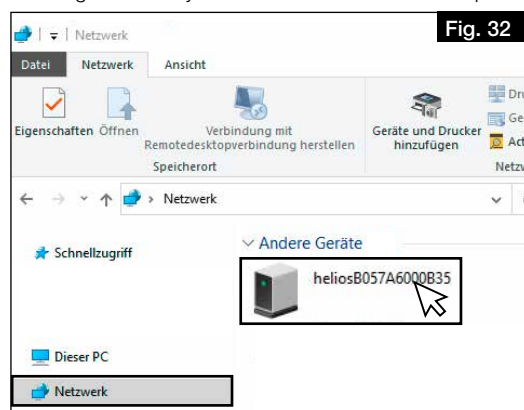 Fig. 32
Netzwerk
Datei Netzwerk Ansicht
Eigenschaften Öffnen Verbindung mit Remotedesktopverbindung herstellen Geräte und Drucker hinzufügen
Speicherort
← → ↑ > Netzwerk
Schnellzugriff
Andere Geräte
heliosB057A6000B35
Dieser PC
Netzwerk